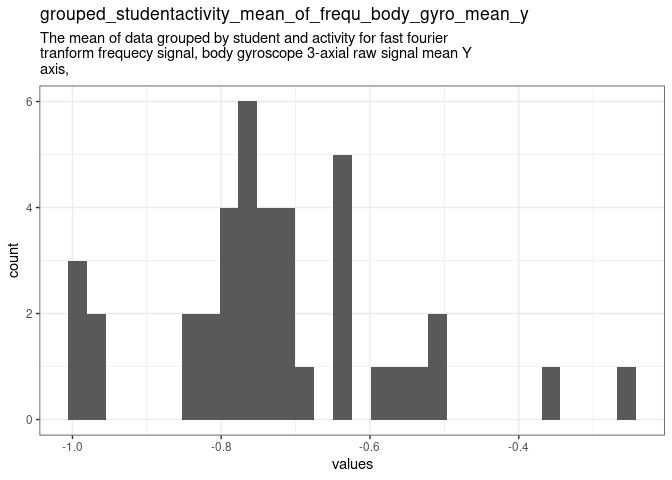 grouped_studentactivity_mean_of_frequ_body_gyro_mean_y
The mean of data grouped by student and activity for fast fourier
tranform frequecy signal, body gyroscope 3-axial raw signal mean Y
axis,
6
4
2
0
count
-1.0
-0.8
-0.6
-0.4
values